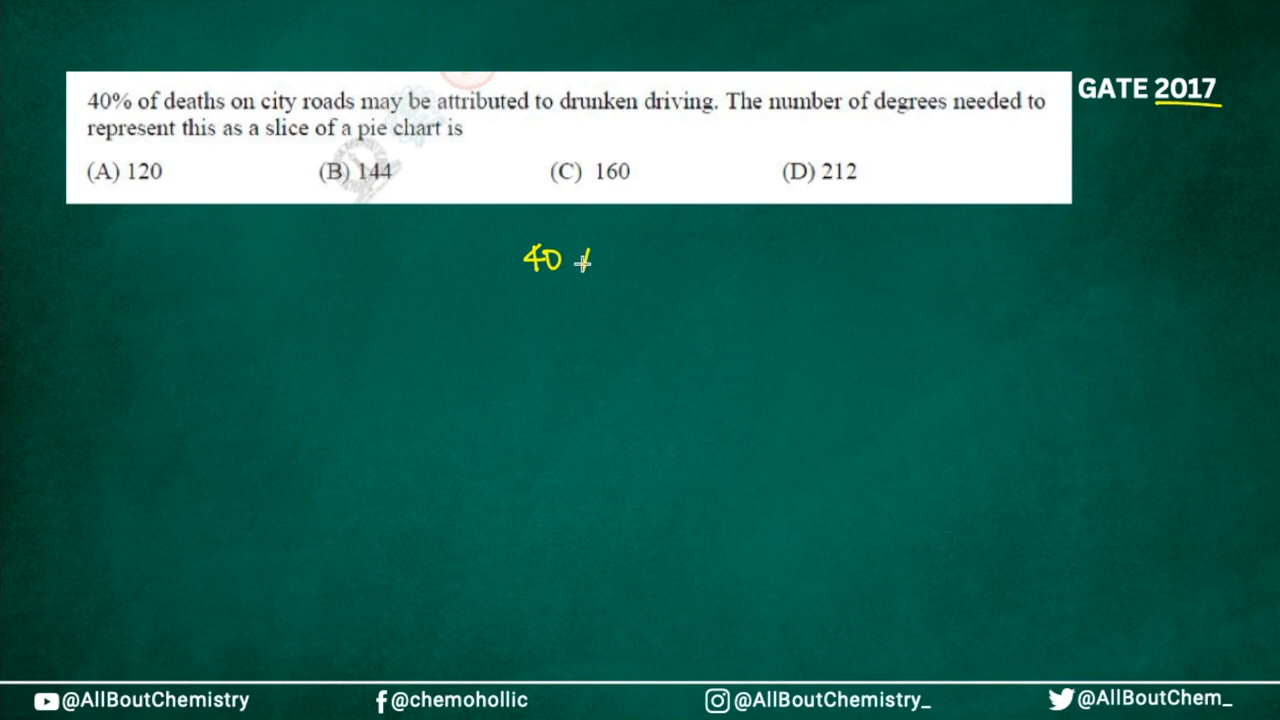 40% of deaths on city roads may be attributed to drunken driving. The number of degrees needed to
represent this as a slice of a pie chart is
(A) 120 (B) 144 (C) 160 (D) 212
GATE 2017
40
@AllBoutChemistry @chemohollic @AllBoutChemistry_ @AllBoutChem_